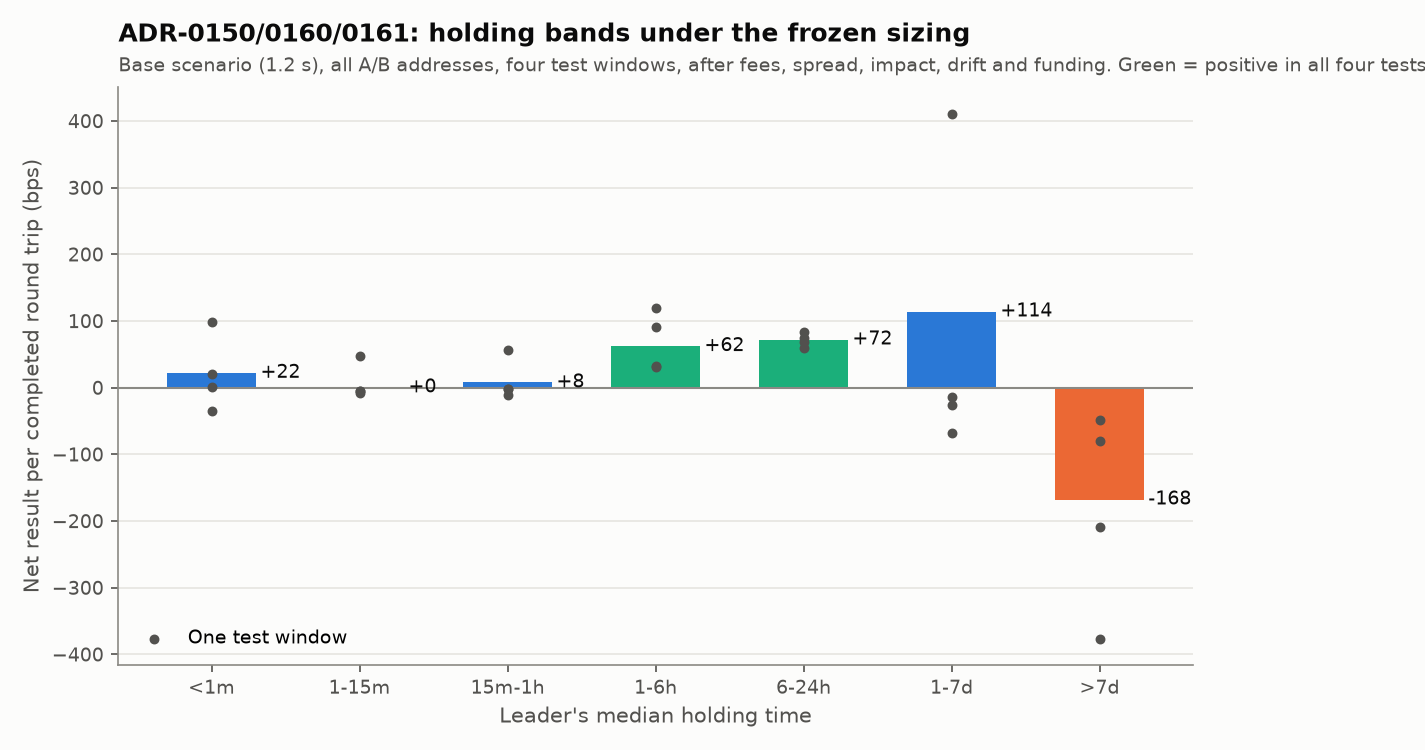 ADR-0150/0160/0161: holding bands under the frozen sizing
Base scenario (1.2 s), all A/B addresses, four test windows, after fees, spread, impact, drift and funding. Green = positive in all four tests
Net result per completed round trip (bps)
400
300
200
100
0
−100
−200
−300
−400
+22
+0
+8
+62
+72
+114
-168
One test window
<1m
1-15m
15m-1h
1-6h
6-24h
1-7d
>7d
Leader's median holding time